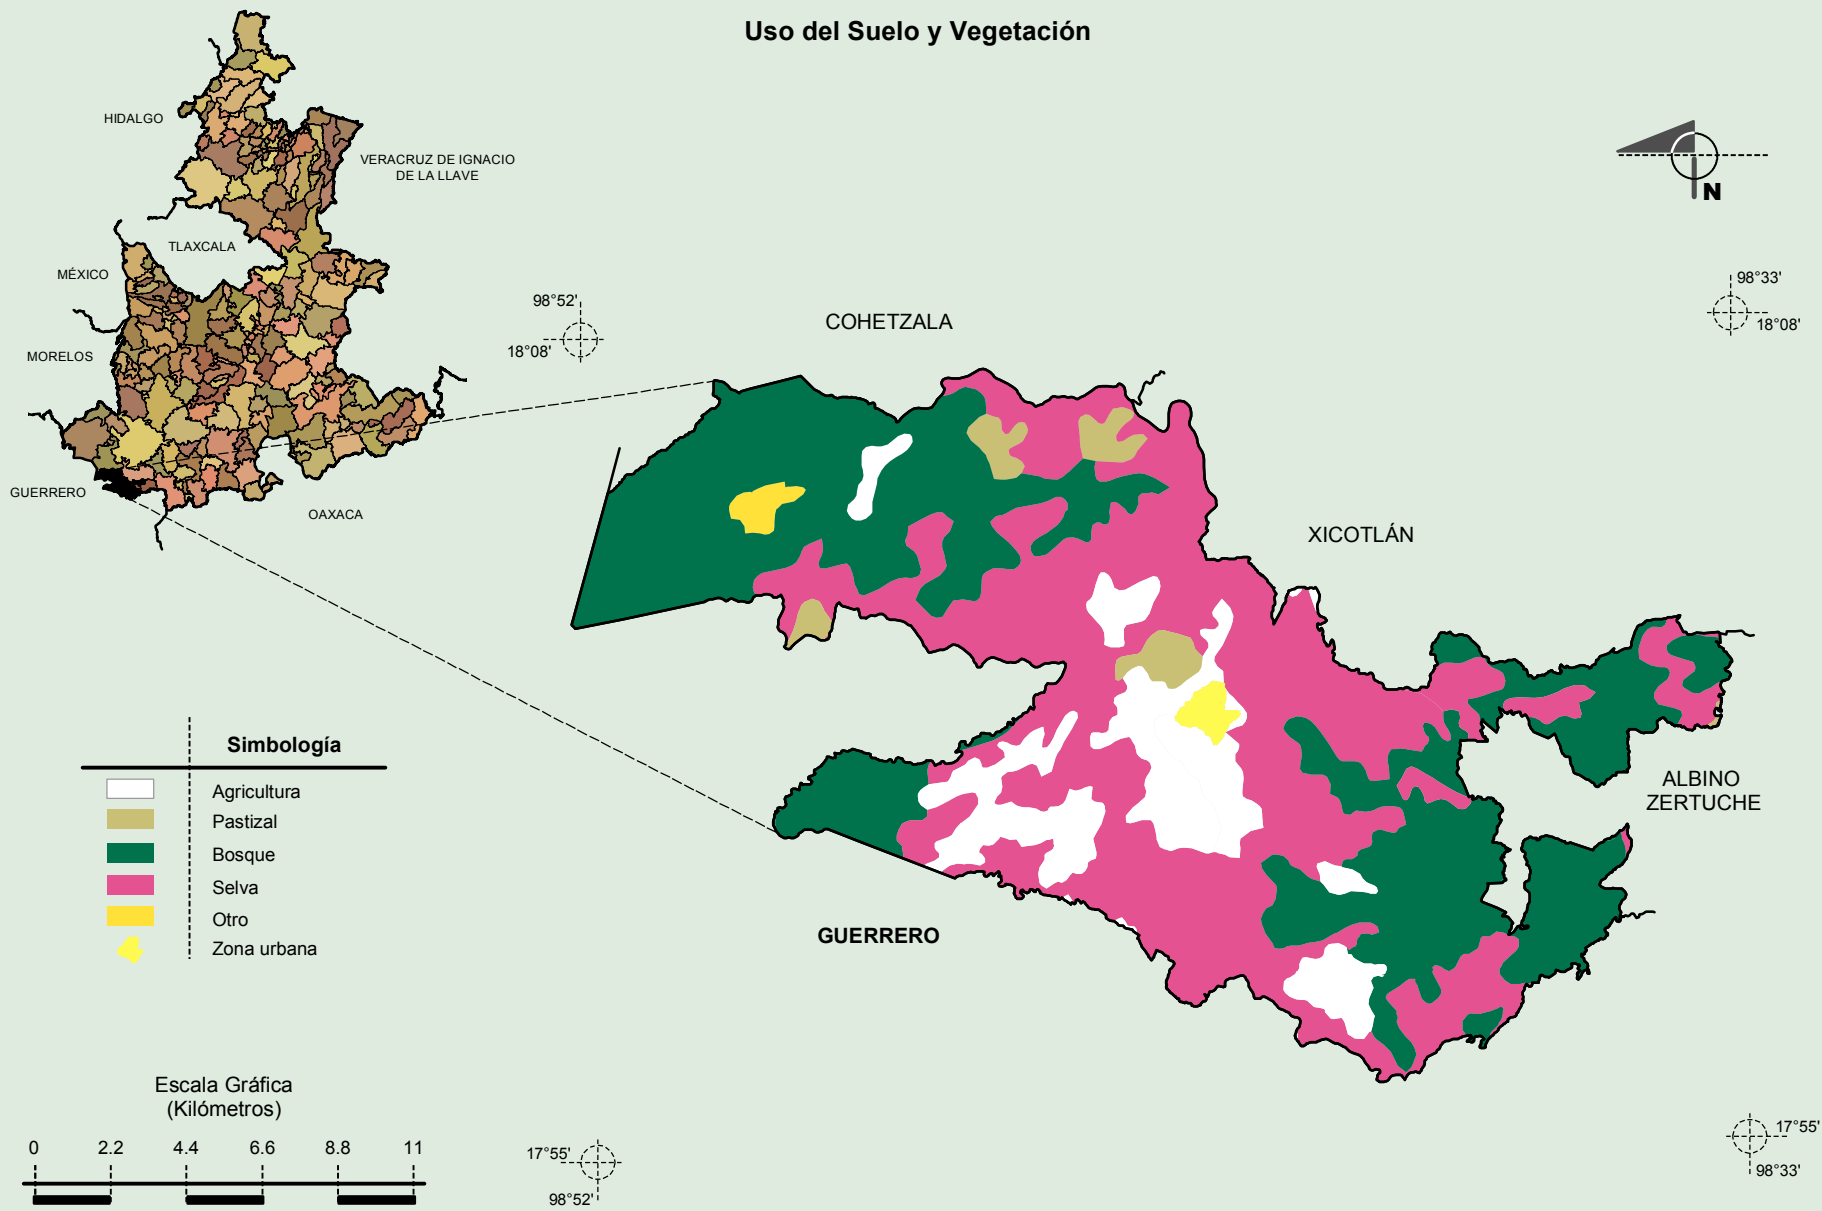 Uso del Suelo y Vegetación
HIDALGO
VERACRUZ DE IGNACIO
DE LA LLAVE
TLAXCALA
MÉXICO
MORELOS
GUERRERO
OAXACA
N
98°52'
18°08'
98°33'
18°08'
COHETZALA
XICOTLÁN
ALBINO
ZERTUCHE
GUERRERO
Simbología
Agricultura
Pastizal
Bosque
Selva
Otro
Zona urbana
Escala Gráfica
(Kilómetros)
0 2.2 4.4 6.6 8.8 11
17°55'
98°52'
17°55'
98°33'